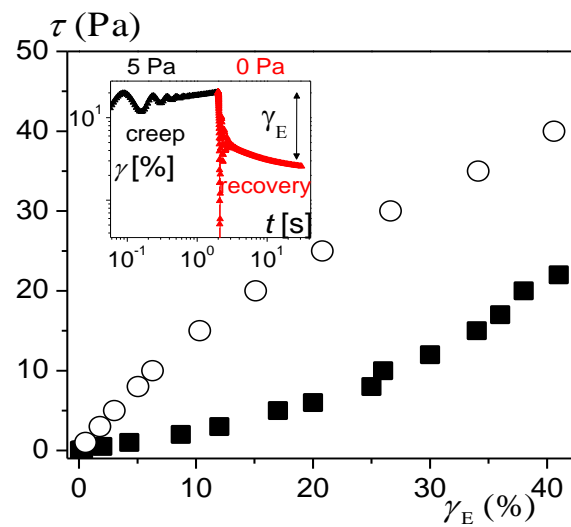 τ (Pa)
50
40
30
20
10
0
5 Pa 0 Pa
10¹
creep
γ [%]
γ_E
recovery
t [s]
10⁻¹ 10⁰ 10¹
0 10 20 30 40
γ_E (%)